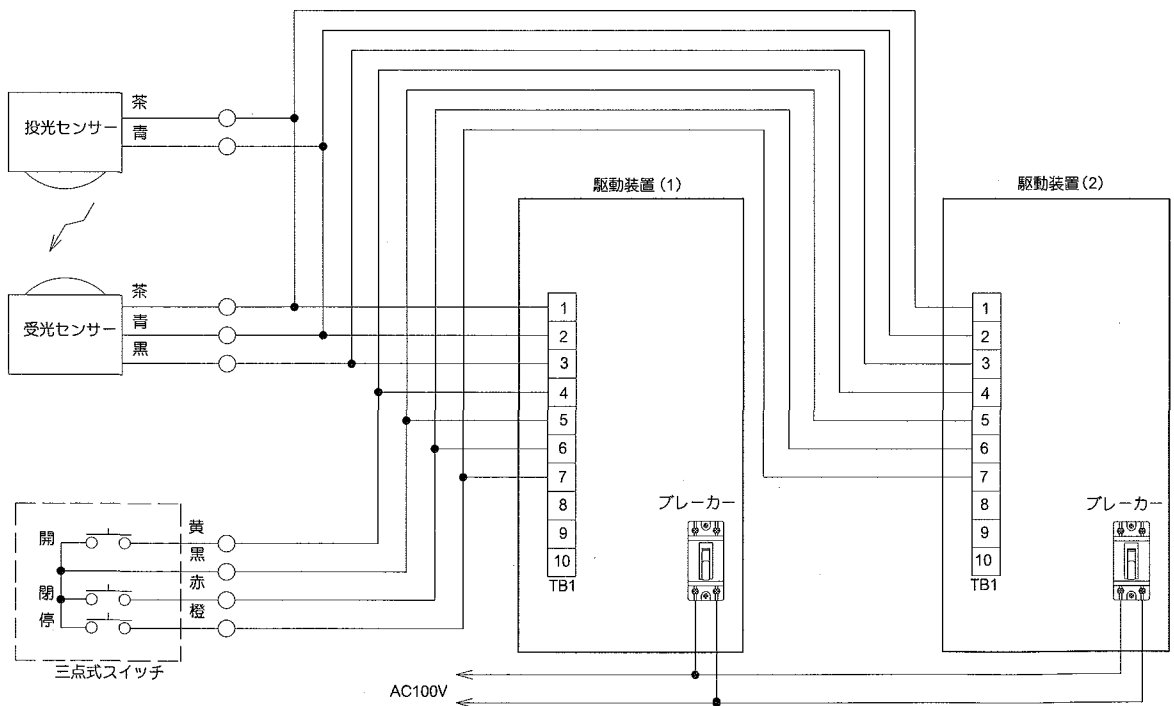 投光センサー
茶
青
受光センサー
茶
青
黒
三点式スイッチ
開
閉
停
黄
黒
赤
橙
駆動装置(1)
1
2
3
4
5
6
7
8
9
10
TB1
ブレーカー
駆動装置(2)
1
2
3
4
5
6
7
8
9
10
TB1
ブレーカー
AC100V